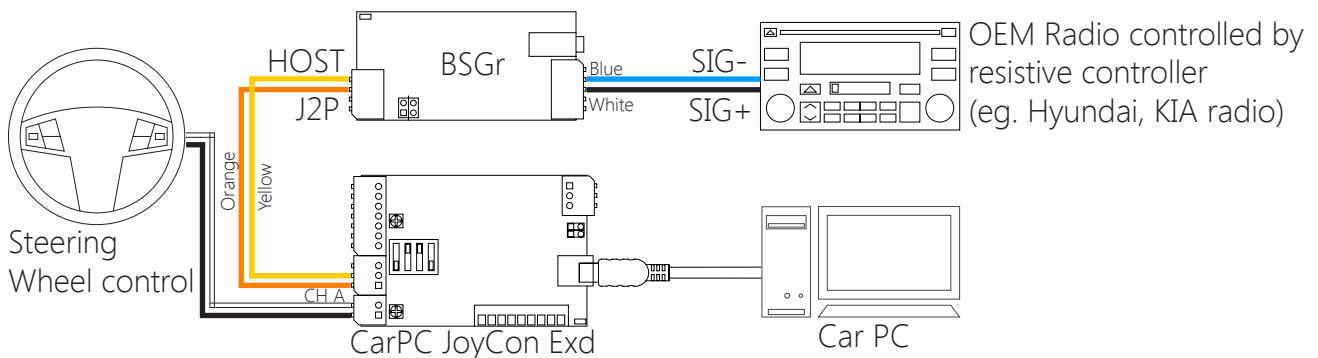 HOST
J2P
BSGr
Blue
White
SIG-
SIG+
OEM Radio controlled by
resistive controller
(eg. Hyundai, KIA radio)
Orange
Yellow
Steering
Wheel control
CH A
CarPC JoyCon Exd
Car PC